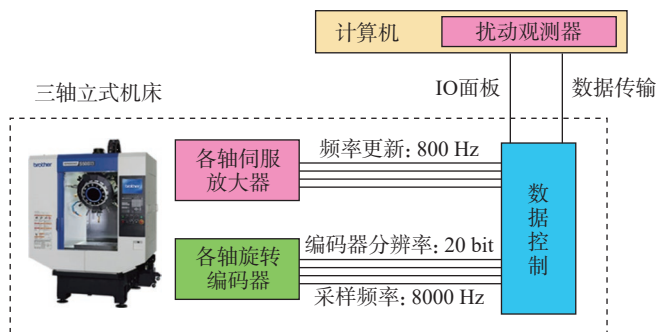 计算机
扰动观测器
三轴立式机床
IO面板
数据传输
brother
各轴伺服
放大器
频率更新: 800 Hz
数据控制
各轴旋转
编码器
编码器分辨率: 20 bit
采样频率: 8000 Hz